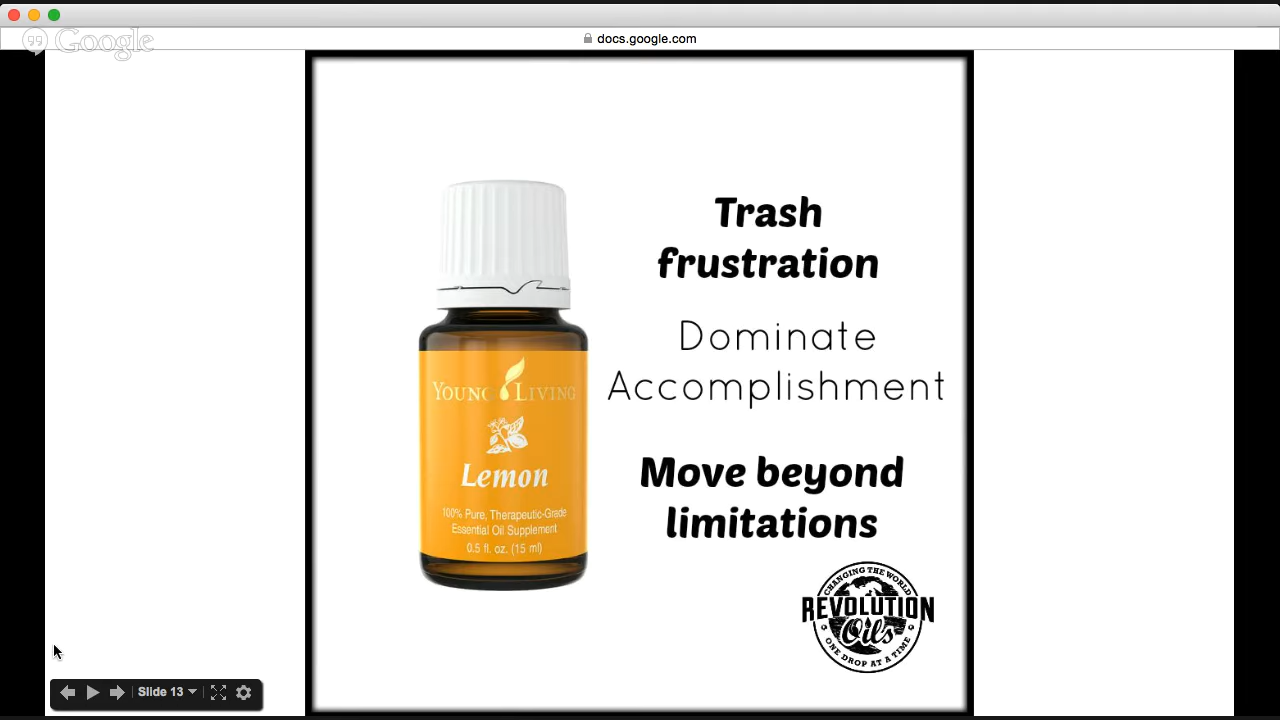 Google
docs.google.com
Trash
frustration
Dominate
Accomplishment
Move beyond
limitations
YOUNG LIVING
Lemon
100% Pure, Therapeutic-Grade
Essential Oil Supplement
0.5 fl. oz. (15 ml)
CHANGING THE WORLD
REVOLUTION
Oils
ONE DROP AT A TIME
Slide 13